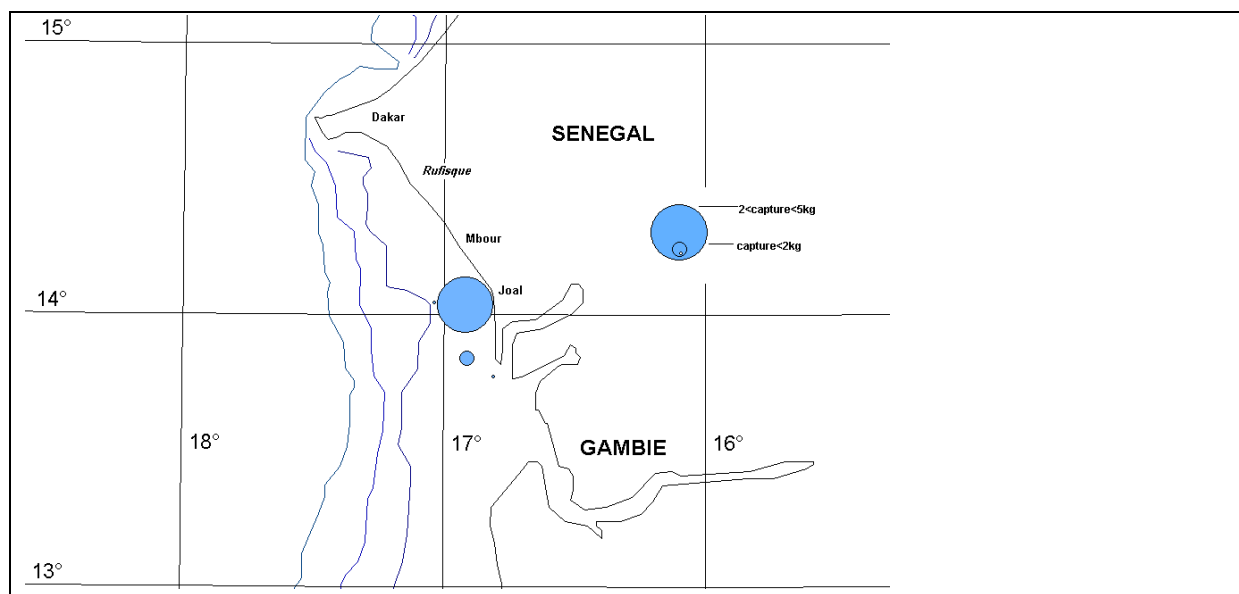 15°
Dakar
SENEGAL
Rufisque
2<capture<5kg
Mbour
capture<2kg
Joal
14°
18°
17°
GAMBIE
16°
13°